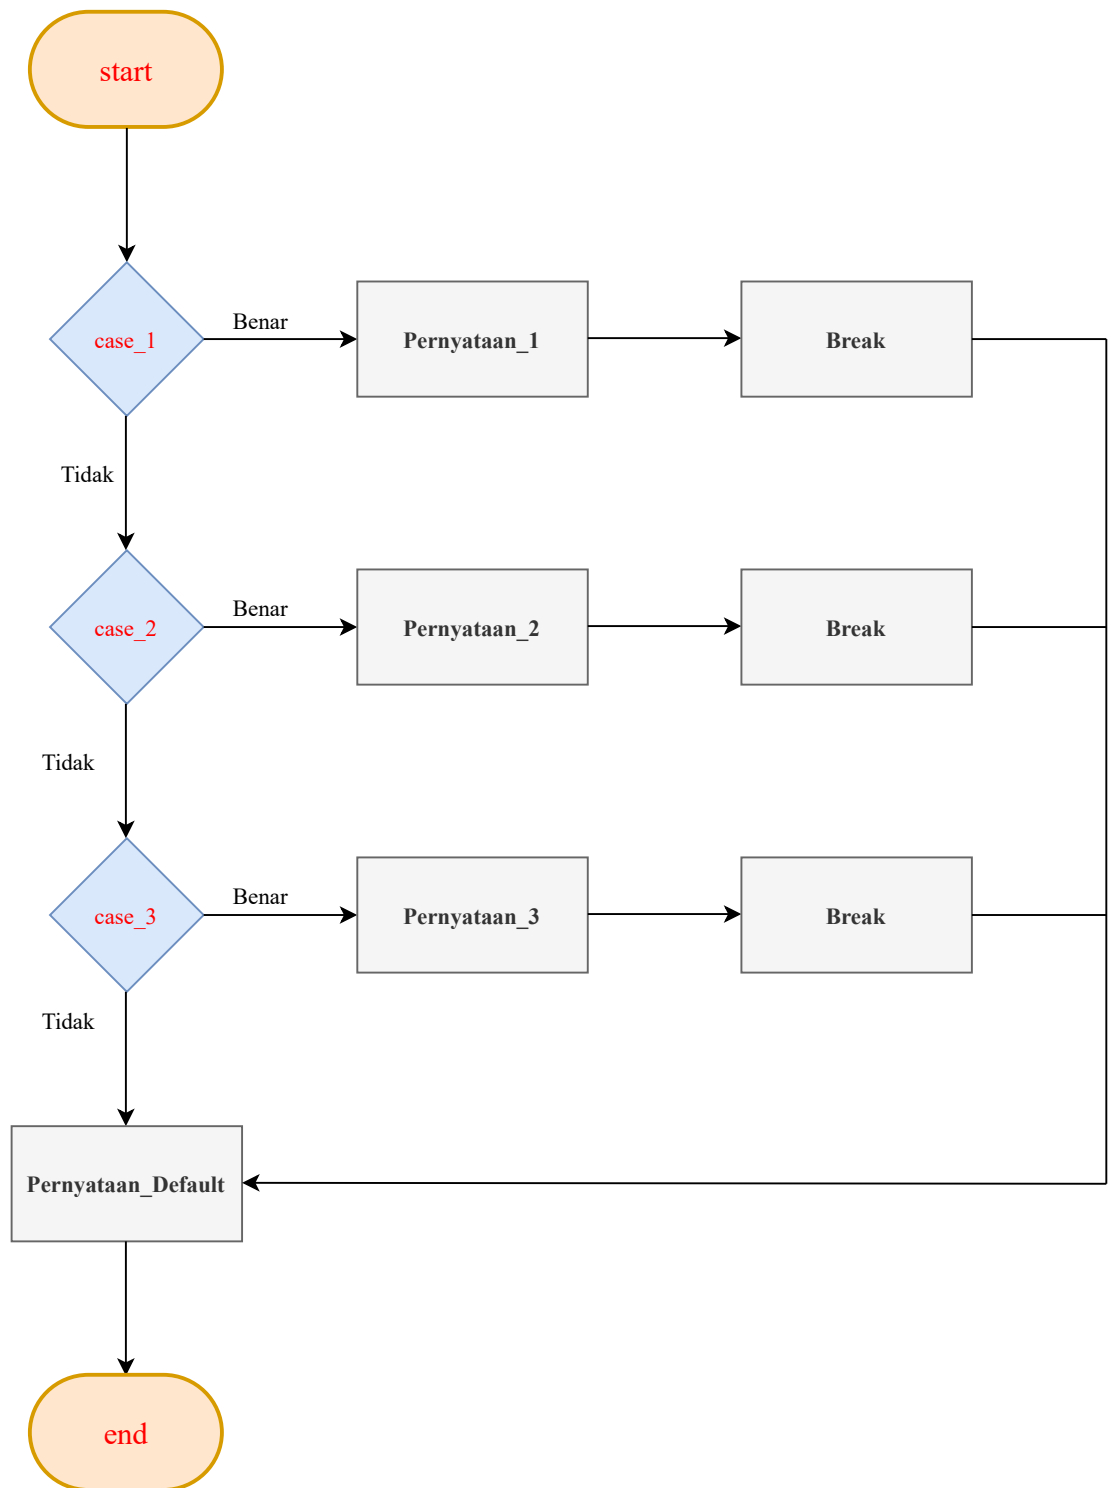 start
case_1
Benar
Pernyataan_1
Break
Tidak
case_2
Benar
Pernyataan_2
Break
Tidak
case_3
Benar
Pernyataan_3
Break
Tidak
Pernyataan_Default
end